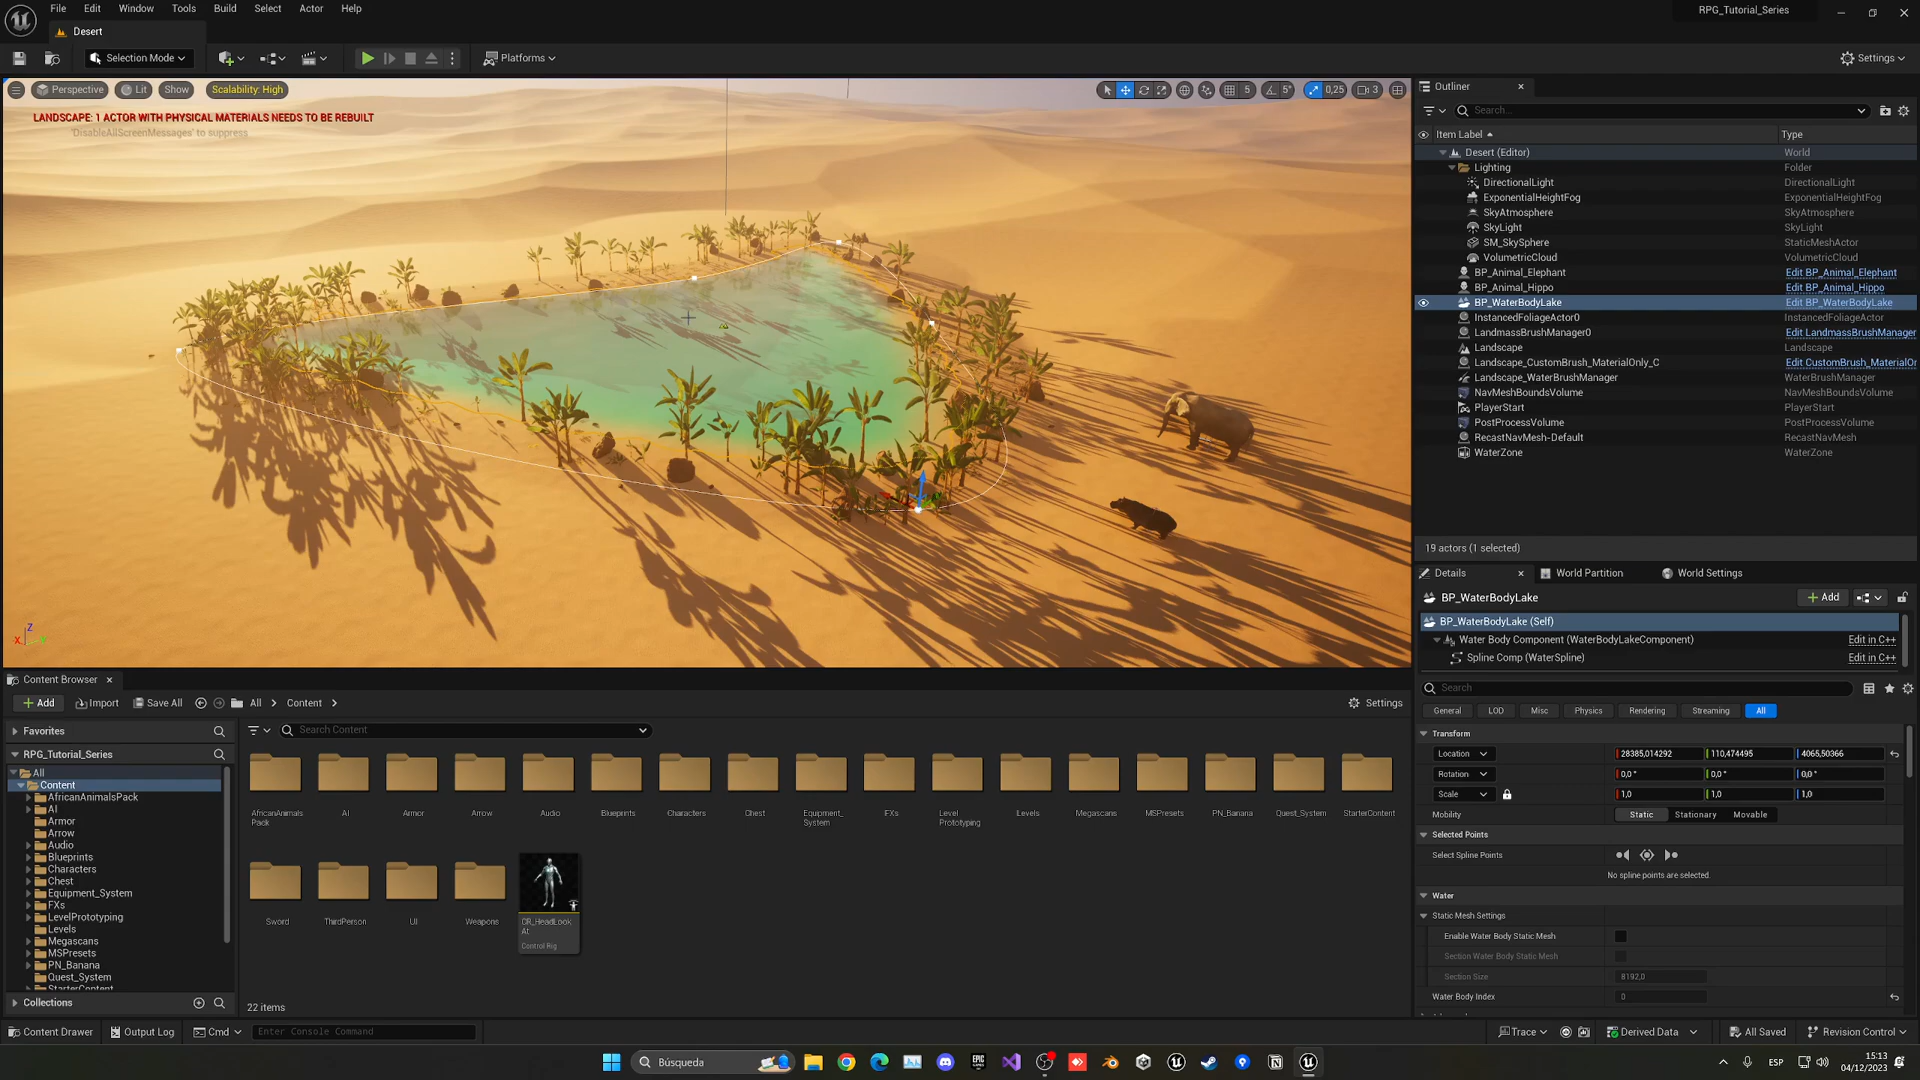 File Edit Window Tools Build Select Actor Help
RPG_Tutorial_Series
Desert
Selection Mode
Platforms
Settings
Perspective Lit Show Scalability: High
5 5° 0,25 3
LANDSCAPE: 1 ACTOR WITH PHYSICAL MATERIALS NEEDS TO BE REBUILT
'DisableAllScreenMessages' to suppress
Z
X Y
Outliner
Search...
Item Label Type
Desert (Editor) World
Lighting Folder
DirectionalLight DirectionalLight
ExponentialHeightFog ExponentialHeightFog
SkyAtmosphere SkyAtmosphere
SkyLight SkyLight
SM_SkySphere StaticMeshActor
VolumetricCloud VolumetricCloud
BP_Animal_Elephant Edit BP_Animal_Elephant
BP_Animal_Hippo Edit BP_Animal_Hippo
BP_WaterBodyLake Edit BP_WaterBodyLake
InstancedFoliageActor0 InstancedFoliageActor
LandmassBrushManager0 Edit LandmassBrushManager
Landscape Landscape
Landscape_CustomBrush_MaterialOnly_C Edit CustomBrush_MaterialOr
Landscape_WaterBrushManager WaterBrushManager
NavMeshBoundsVolume NavMeshBoundsVolume
PlayerStart PlayerStart
PostProcessVolume PostProcessVolume
RecastNavMesh-Default RecastNavMesh
WaterZone WaterZone
19 actors (1 selected)
Details World Partition World Settings
BP_WaterBodyLake Add
BP_WaterBodyLake (Self)
Water Body Component (WaterBodyLakeComponent) Edit in C++
Spline Comp (WaterSpline) Edit in C++
Search
General LOD Misc Physics Rendering Streaming All
Transform
Location 28385,014292 110,474495 4065,50366
Rotation 0,0° 0,0° 0,0°
Scale 1,0 1,0 1,0
Mobility Static Stationary Movable
Selected Points
Select Spline Points
No spline points are selected.
Water
Static Mesh Settings
Enable Water Body Static Mesh
Section Water Body Static Mesh
Section Size 8192,0
Water Body Index 0
Content Browser
Add Import Save All All Content Settings
Favorites
RPG_Tutorial_Series
All
Content
AfricanAnimalsPack
AI
Armor
Arrow
Audio
Blueprints
Characters
Chest
Equipment_System
FXs
LevelPrototyping
Levels
Megascans
MSPresets
PN_Banana
Quest_System
StarterContent
Collections
Search Content
AfricanAnimals Pack AI Armor Arrow Audio Blueprints Characters Chest Equipment_ System FXs Level Prototyping Levels Megascans MSPresets PN_Banana Quest_System StarterContent
Sword ThirdPerson UI Weapons CR_HeadLook At
Control Rig
22 items
Content Drawer Output Log Cmd Enter Console Command
Trace Derived Data All Saved Revision Control
Búsqueda
EPIC GAMES
ESP
15:13
04/12/2023